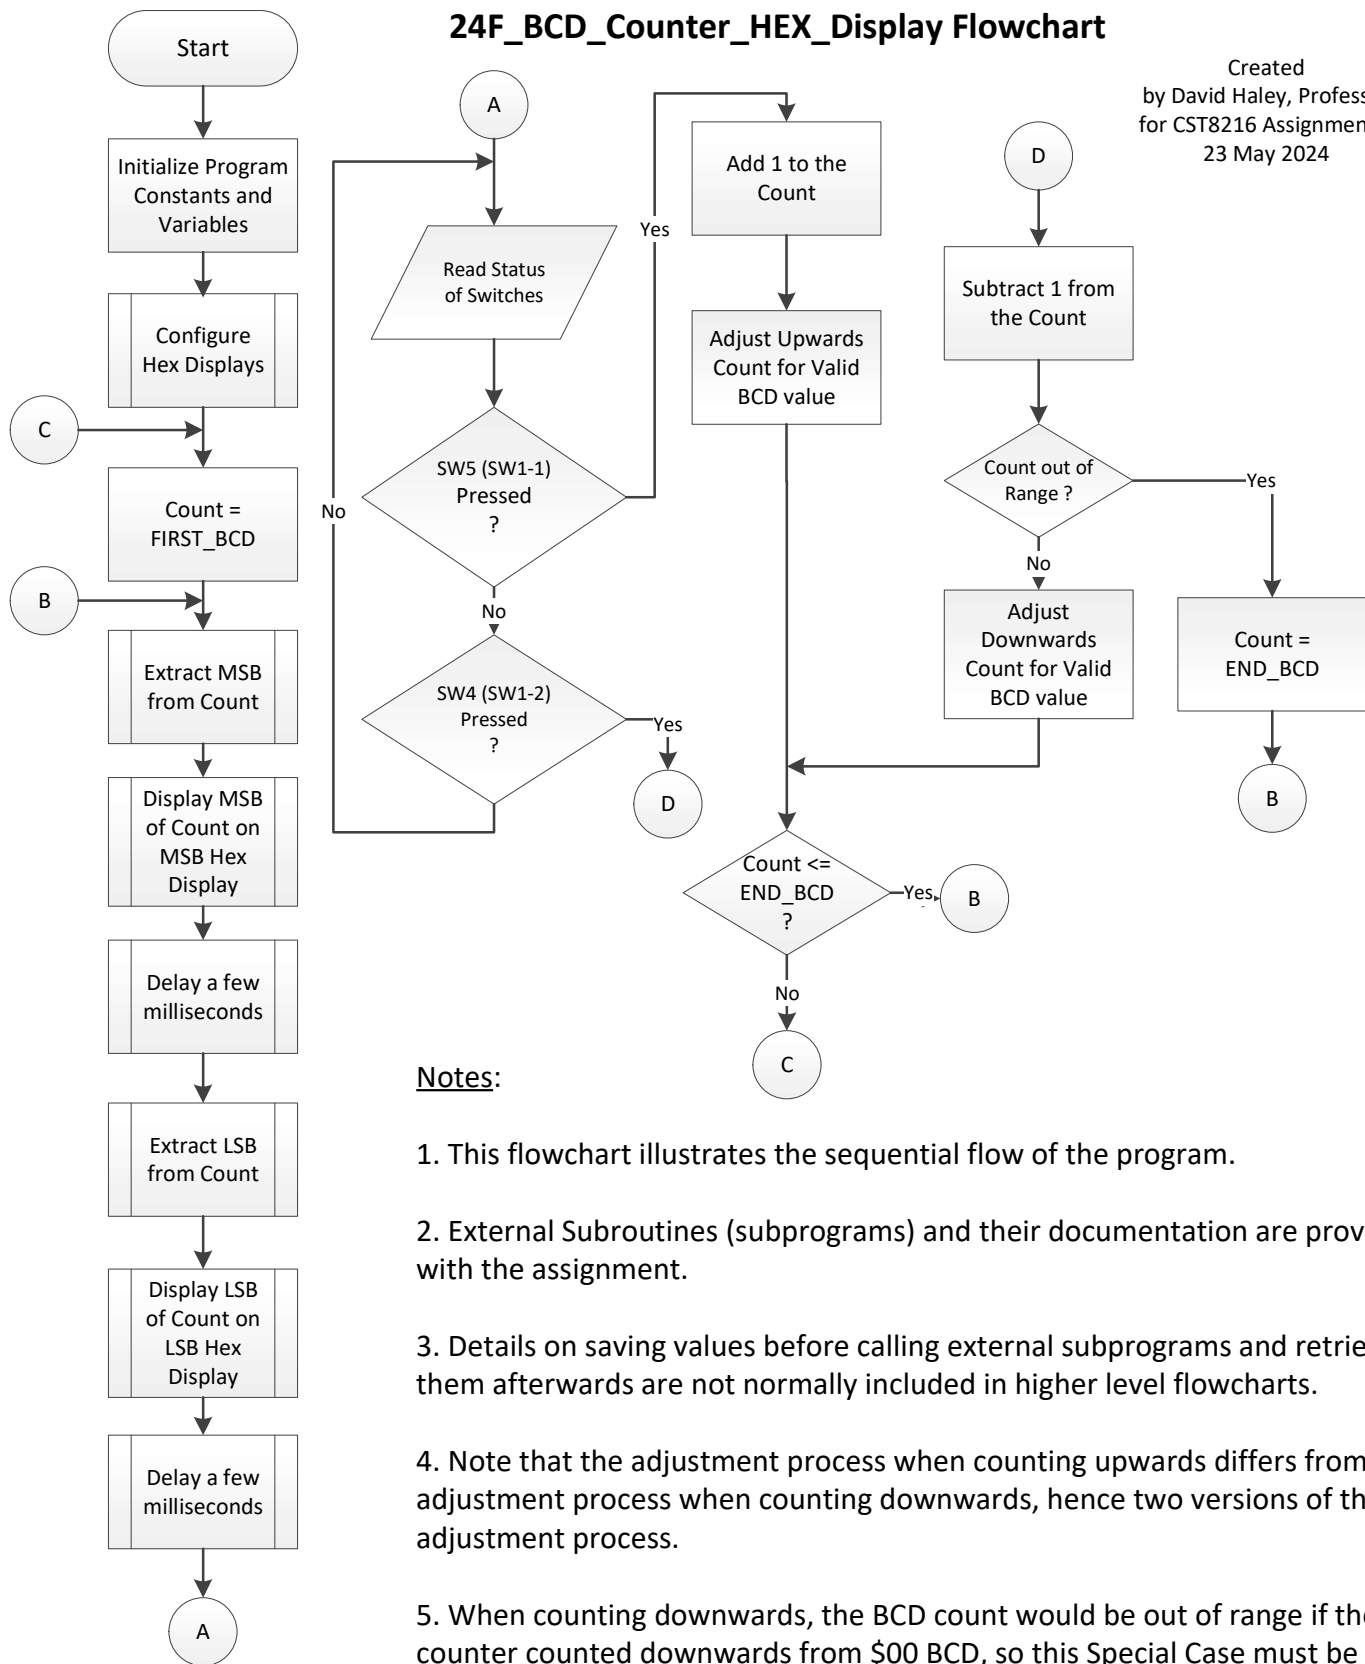 24F_BCD_Counter_HEX_Display Flowchart
Created
by David Haley,
for CST8216
23 May 2024
Start
Initialize Program
Constants and
Variables
Configure
Hex Displays
C
Count =
FIRST_BCD
B
Extract MSB
from Count
Display MSB
of Count on
MSB Hex
Display
Delay a few
milliseconds
Extract LSB
from Count
Display LSB
of Count on
LSB Hex
Display
Delay a few
milliseconds
A
A
Read Status
of Switches
SW5 (SW1-1)
Pressed
?
Yes
No
No
SW4 (SW1-2)
Pressed
?
Yes
D
Add 1 to the
Count
Adjust Upwards
Count for Valid
BCD value
Count <=
END_BCD
?
Yes
B
No
C
D
Subtract 1 from
the Count
Count out of
Range ?
Yes
No
Adjust
Downwards
Count for Valid
BCD value
Count =
END_BCD
B
Notes:
1. This flowchart illustrates the sequential flow of the program.
2. External Subroutines (subprograms) and their documentation are
with the assignment.
3. Details on saving values before calling external subprograms and
them afterwards are not normally included in higher level flowcharts.
4. Note that the adjustment process when counting upwards differs from
adjustment process when counting downwards, hence two versions of
adjustment process.
5. When counting downwards, the BCD count would be out of range if
counter counted downwards from $00 BCD, so this Special Case must be